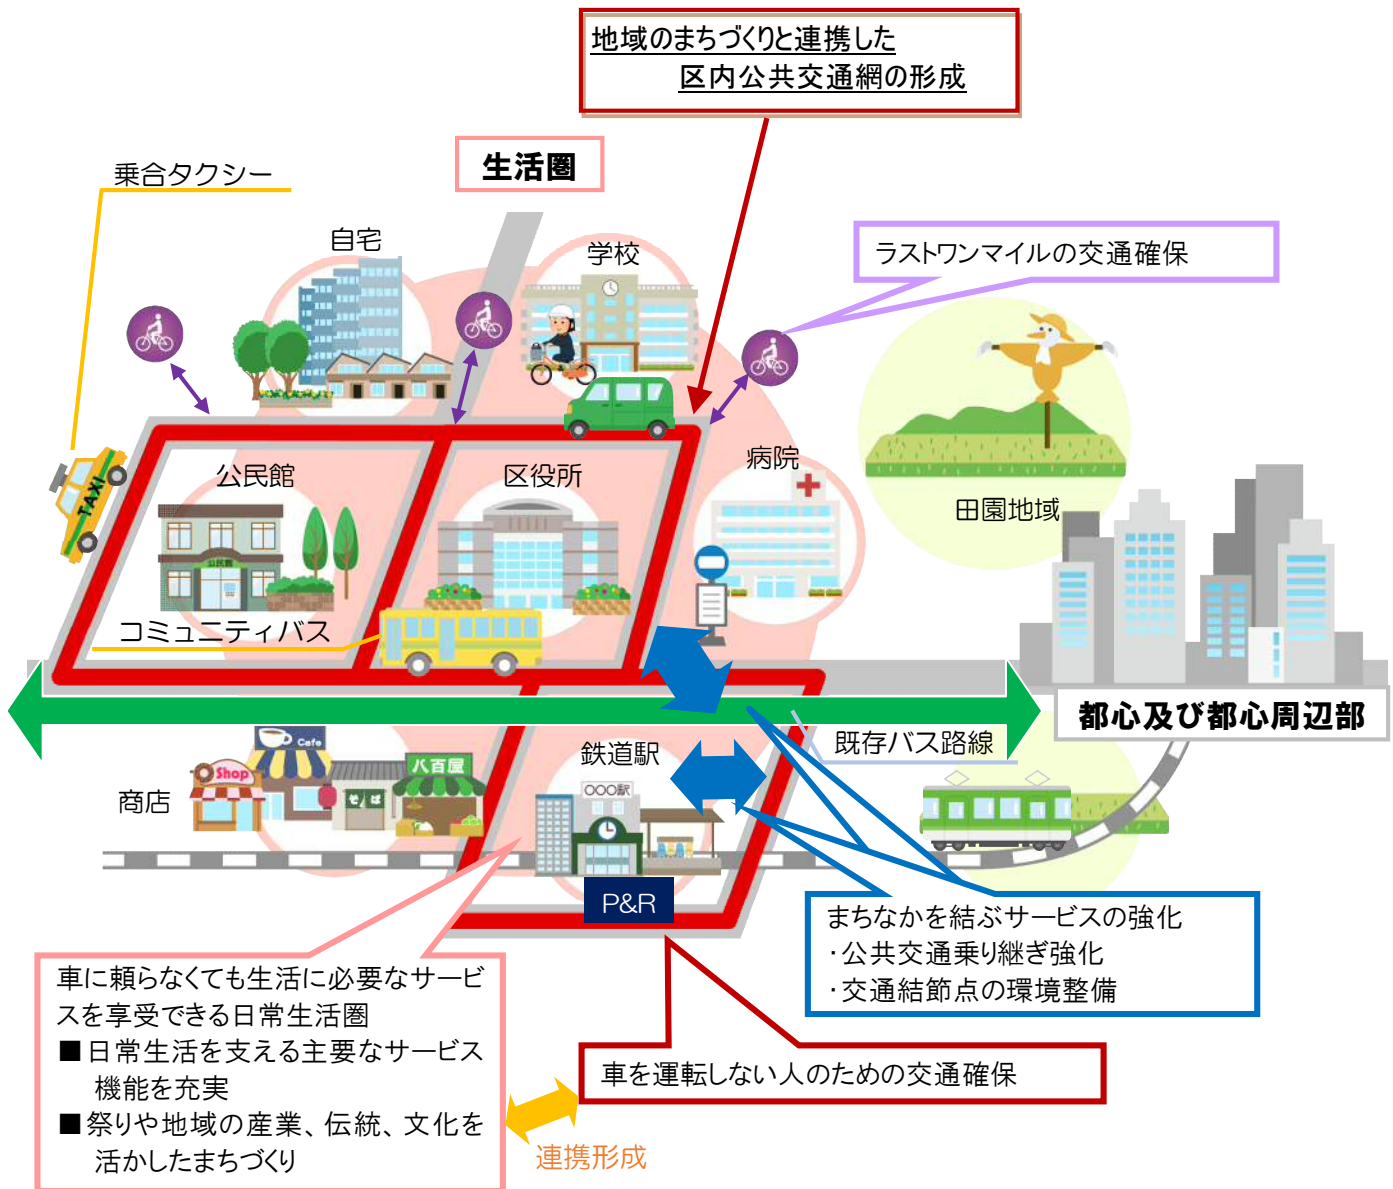 地域のまちづくりと連携した
区内公共交通網の形成
生活圏
乗合タクシー
自宅
学校
ラストワンマイルの交通確保
TAXI
公民館
区役所
病院
田園地域
公民館
コミュニティバス
都心及び都心周辺部
既存バス路線
商店
Shop
Cafe
そば
八百屋
鉄道駅
〇〇〇駅
P&R
まちなかを結ぶサービスの強化
・公共交通乗り継ぎ強化
・交通結節点の環境整備
車に頼らなくても生活に必要なサービ
スを享受できる日常生活圏
■日常生活を支える主要なサービス
機能を充実
■祭りや地域の産業、伝統、文化を
活かしたまちづくり
車を運転しない人のための交通確保
連携形成